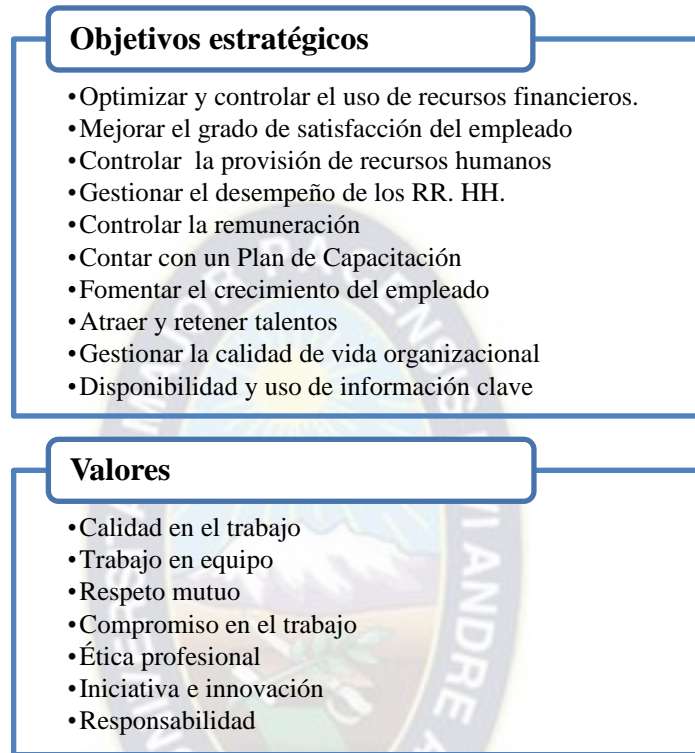 Objetivos estratégicos
•Optimizar y controlar el uso de recursos financieros.
•Mejorar el grado de satisfacción del empleado
•Controlar  la provisión de recursos humanos
•Gestionar el desempeño de los RR. HH.
•Controlar la remuneración
•Contar con un Plan de Capacitación
•Fomentar el crecimiento del empleado
•Atraer y retener talentos
•Gestionar la calidad de vida organizacional
•Disponibilidad y uso de información clave
Valores
•Calidad en el trabajo
•Trabajo en equipo
•Respeto mutuo
•Compromiso en el trabajo
•Ética profesional
•Iniciativa e innovación
•Responsabilidad